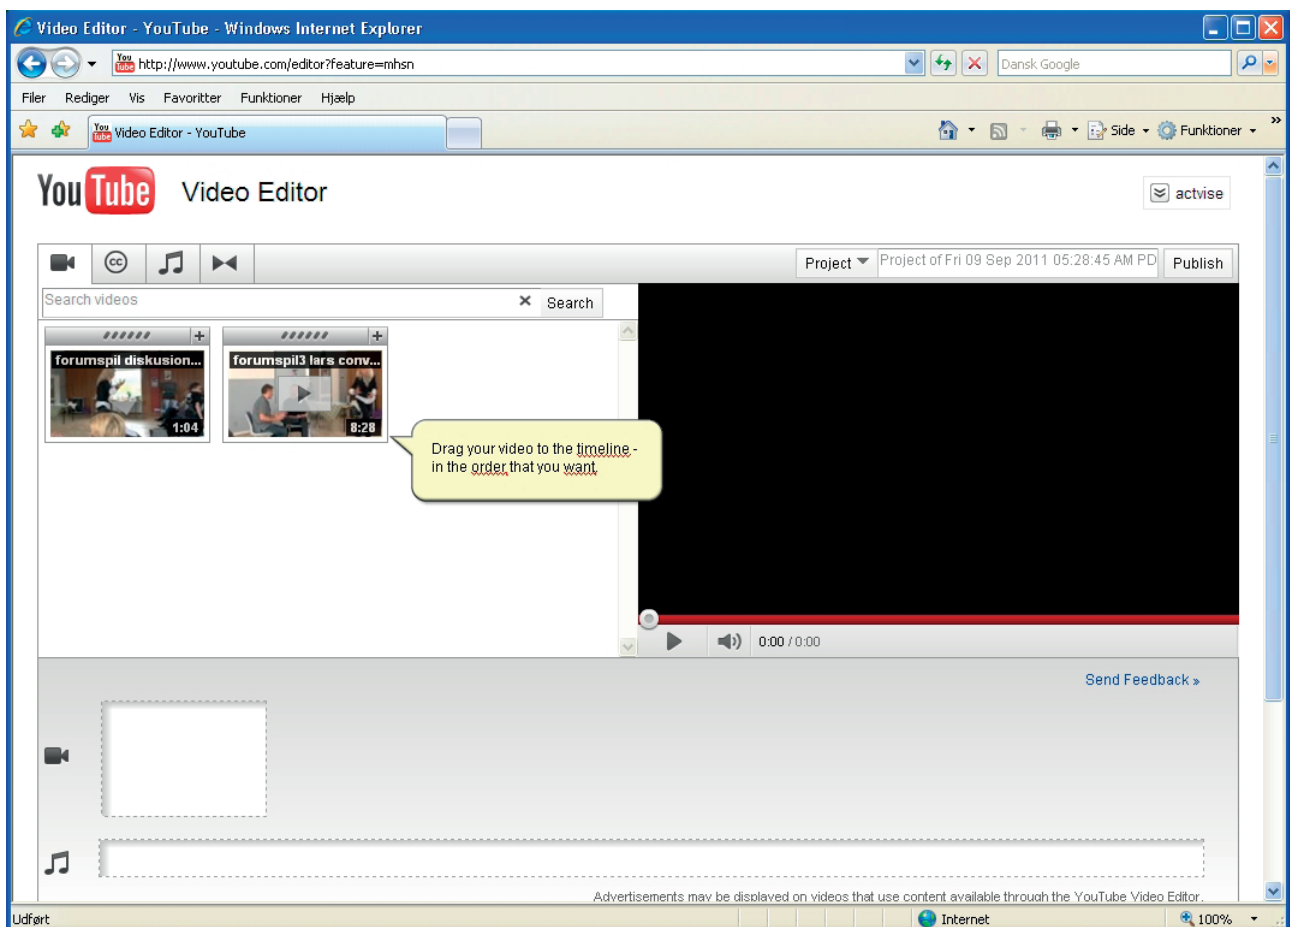 Video Editor - YouTube - Windows Internet Explorer
http://www.youtube.com/editor?feature=mhsn
Dansk Google
Filer Rediger Vis Favoritter Funktioner Hjælp
Video Editor - YouTube
Side
Funktioner
You Tube Video Editor
actvise
cc
Project
Project of Fri 09 Sep 2011 05:28:45 AM PD
Publish
Search videos
Search
forumspil diskusion...
1:04
forumspil3 lars conv...
8:28
Drag your video to the timeline -
in the order that you want
0:00 / 0:00
Send Feedback »
Advertisements may be displayed on videos that use content available through the YouTube Video Editor.
Udført
Internet
100%